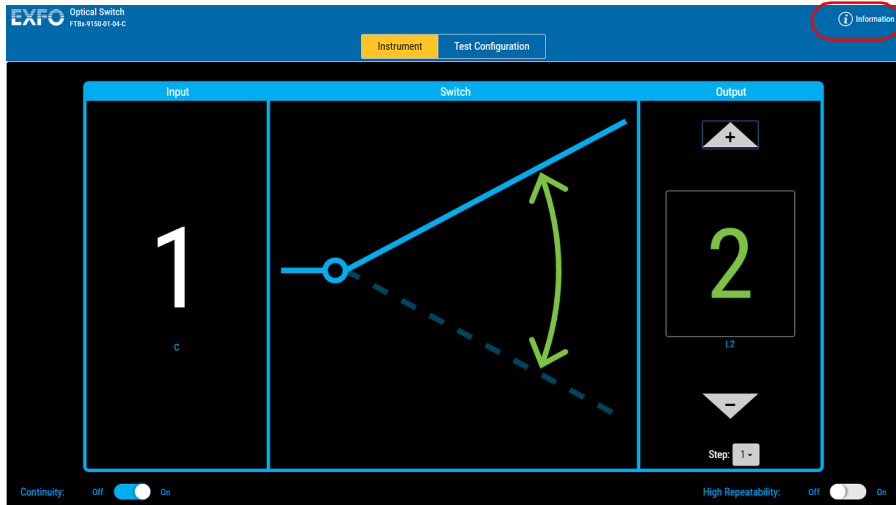 EXFO
Optical Switch
FTBx-9150-01-04-C
i Information
Instrument
Test Configuration
Input
Switch
Output
+
1
2
C
L2
−
Step: 1
Continuity: Off On
High Repeatability: Off On